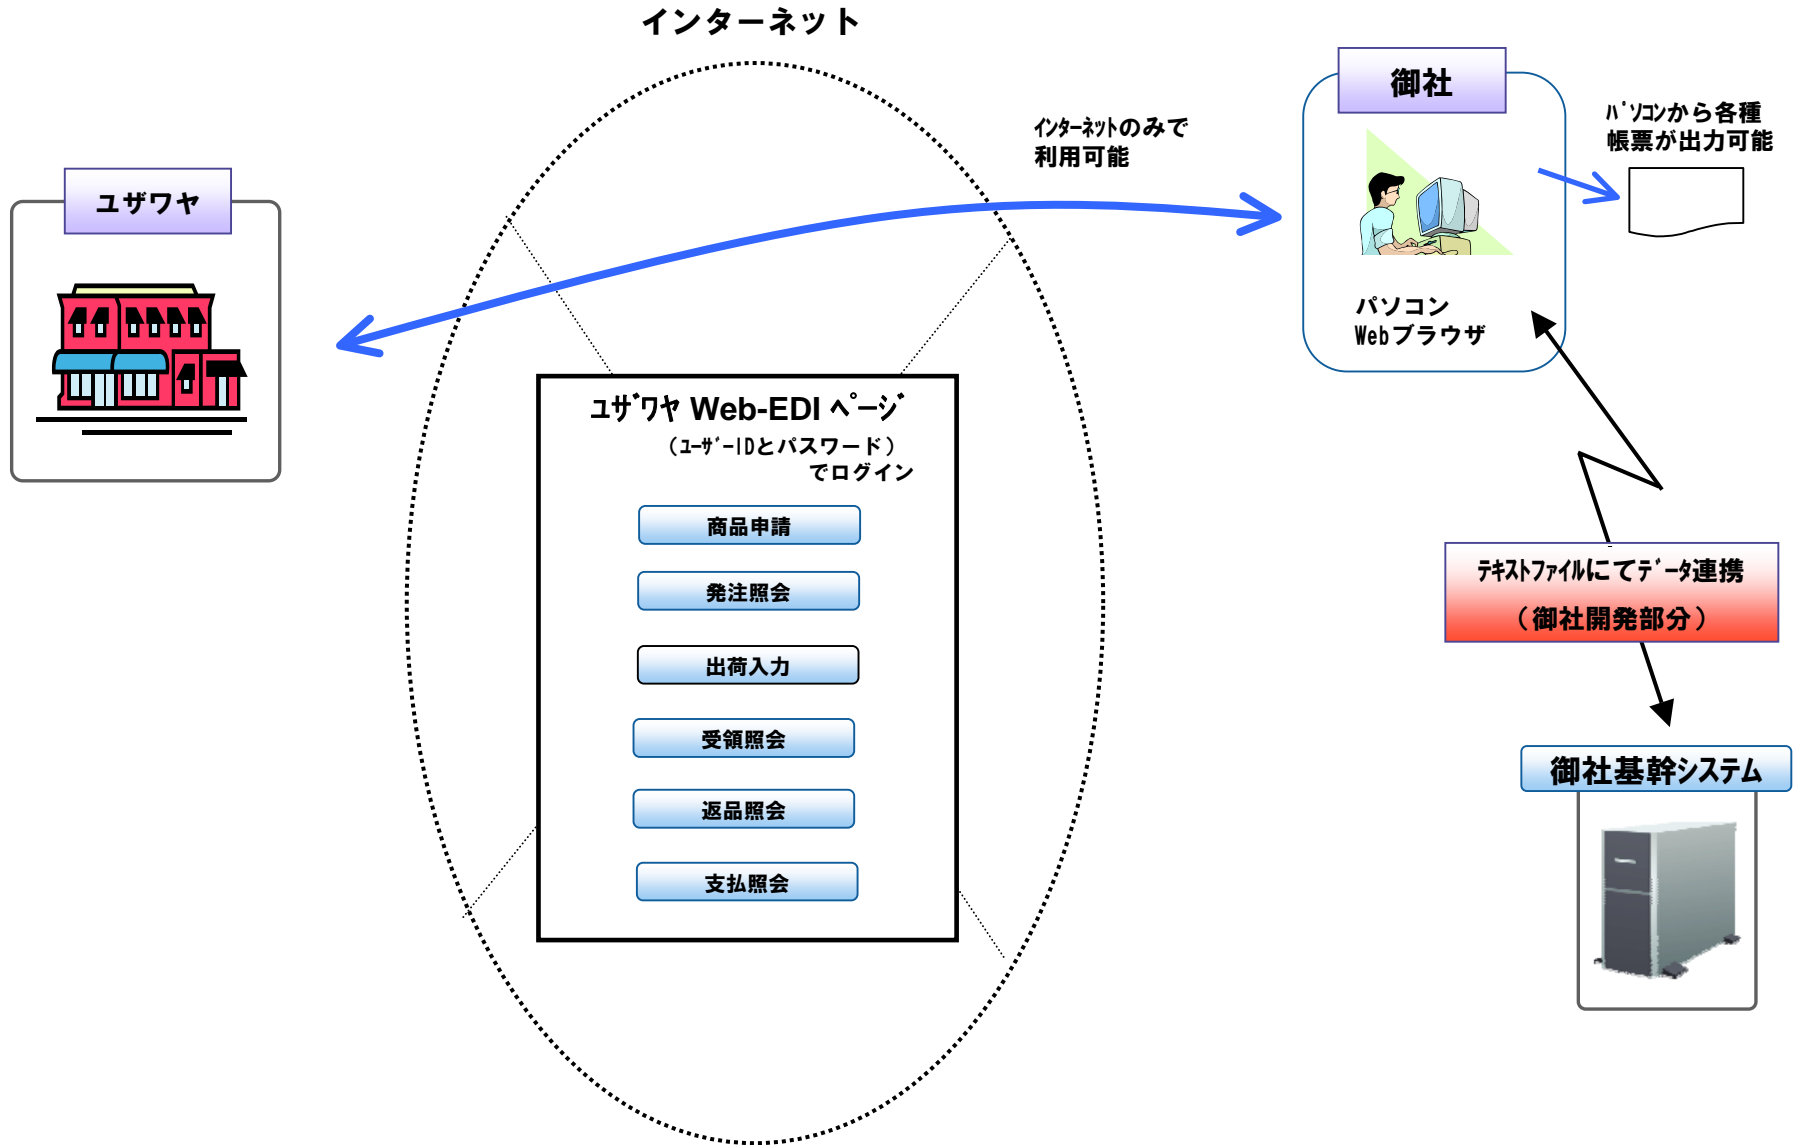 インターネット
御社
ﾊﾟｿｺﾝから各種
帳票が出力可能
ｲﾝﾀｰﾈｯﾄのみで
利用可能
ユザワヤ
パソコン
Webブラウザ
ﾕｻﾞﾜﾔ Web-EDI ﾍﾟｰｼﾞ
（ﾕｰｻﾞｰIDとパスワード）
でログイン
商品申請
発注照会
出荷入力
受領照会
返品照会
支払照会
ﾃｷｽﾄﾌｧｲﾙにてﾃﾞｰﾀ連携
（御社開発部分）
御社基幹ｼｽﾃﾑ